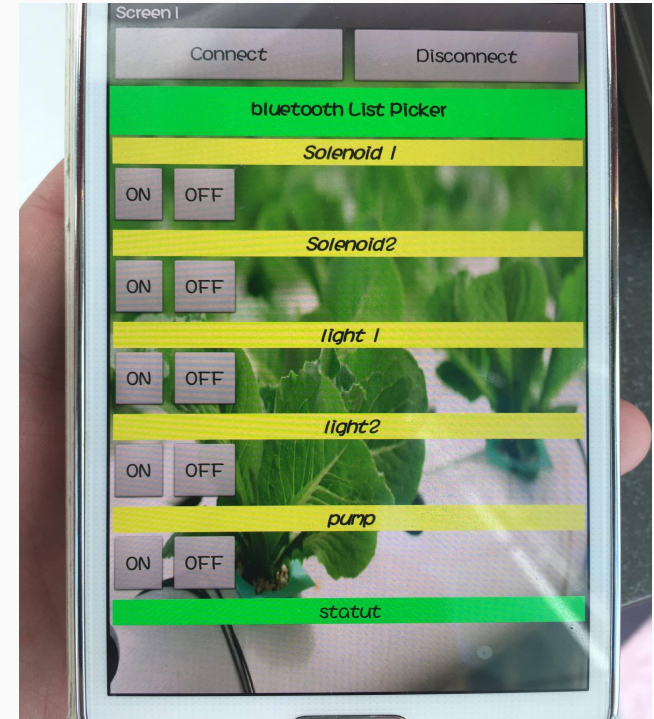 Screen1
Connect Disconnect
bluetooth List Picker
Solenoid 1
ON OFF
Solenoid2
ON OFF
light 1
ON OFF
light2
ON OFF
pump
ON OFF
statut